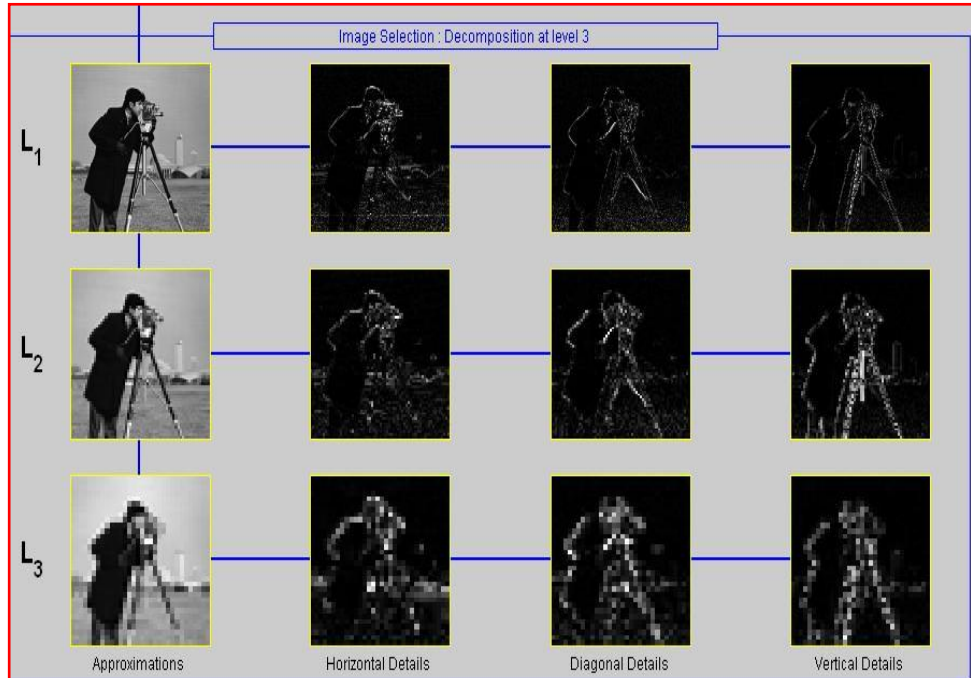 Image Selection : Decomposition at level 3
L1
L2
L3
Approximations Horizontal Details Diagonal Details Vertical Details